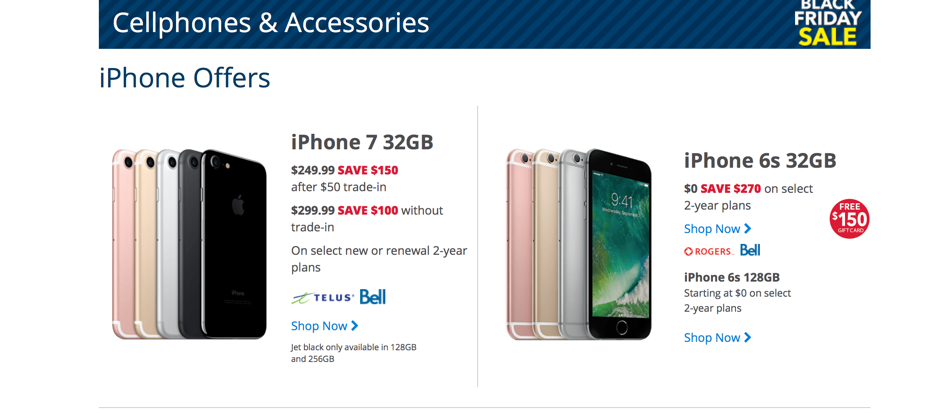 Cellphones & Accessories
BLACK
FRIDAY
SALE
iPhone Offers
iPhone 7 32GB
$249.99 SAVE $150
after $50 trade-in
$299.99 SAVE $100 without
trade-in
On select new or renewal 2-year
plans
TELUS® Bell
Shop Now
Jet black only available in 128GB
and 256GB
iPhone
9:41
iPhone 6s 32GB
$0 SAVE $270 on select
2-year plans
Shop Now
ROGERS™ Bell
FREE
$150
GIFT CARD
iPhone 6s 128GB
Starting at $0 on select
2-year plans
Shop Now